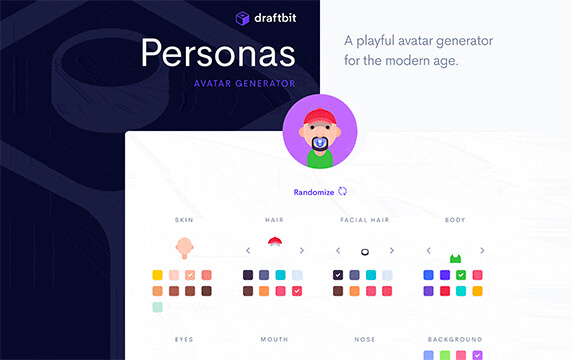 draftbit
Personas
AVATAR GENERATOR
A playful avatar generator
for the modern age.
Randomize
SKIN
HAIR
FACIAL HAIR
BODY
EYES
MOUTH
NOSE
BACKGROUND